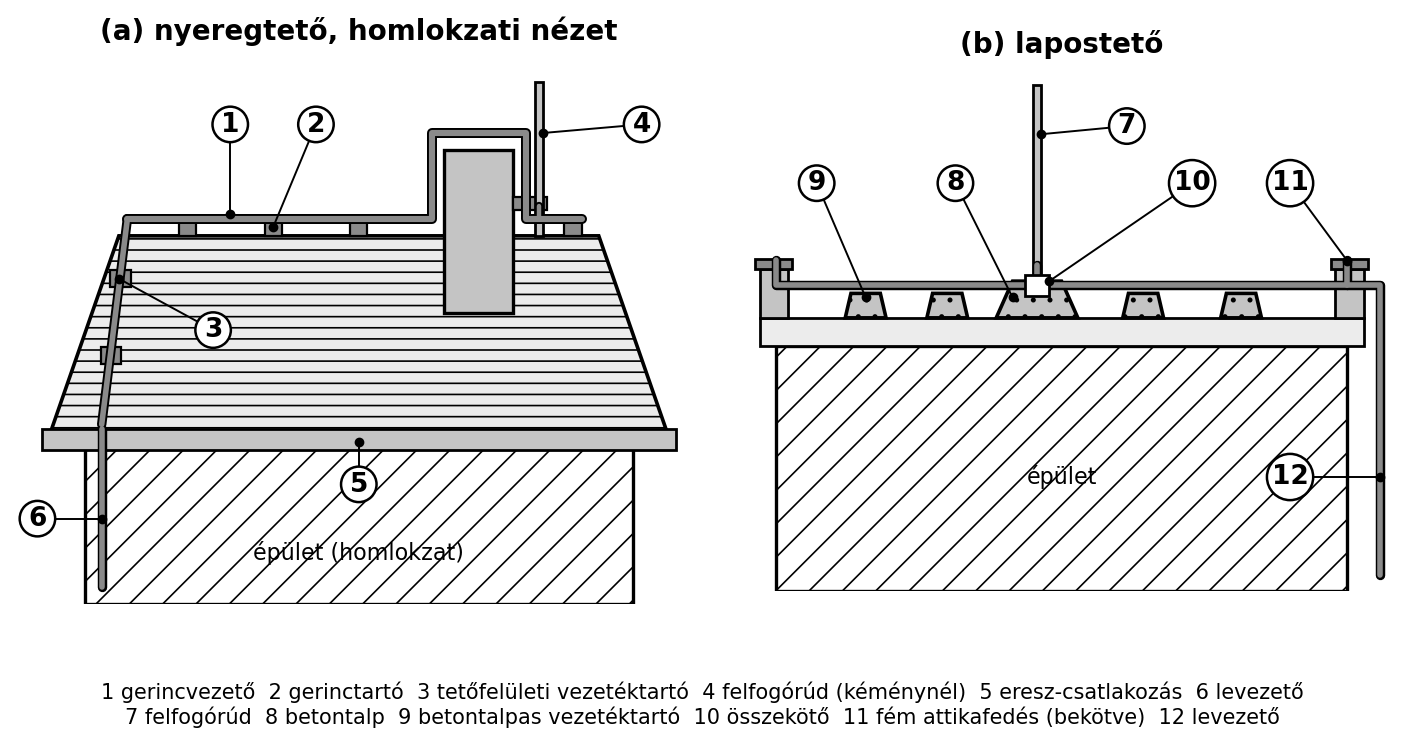 (a) nyeregtető, homlokzati nézet
(b) lapostető
1
2
4
7
9
8
10
11
3
5
6
12
épület
épület (homlokzat)
1 gerincvezető  2 gerinctartó  3 tetőfelületi vezetéktartó  4 felfogórúd (kéménynél)  5 eresz-csatlakozás  6 levezető
7 felfogórúd  8 betontalp  9 betontalpas vezetéktartó  10 összekötő  11 fém attikafedés (bekötve)  12 levezető